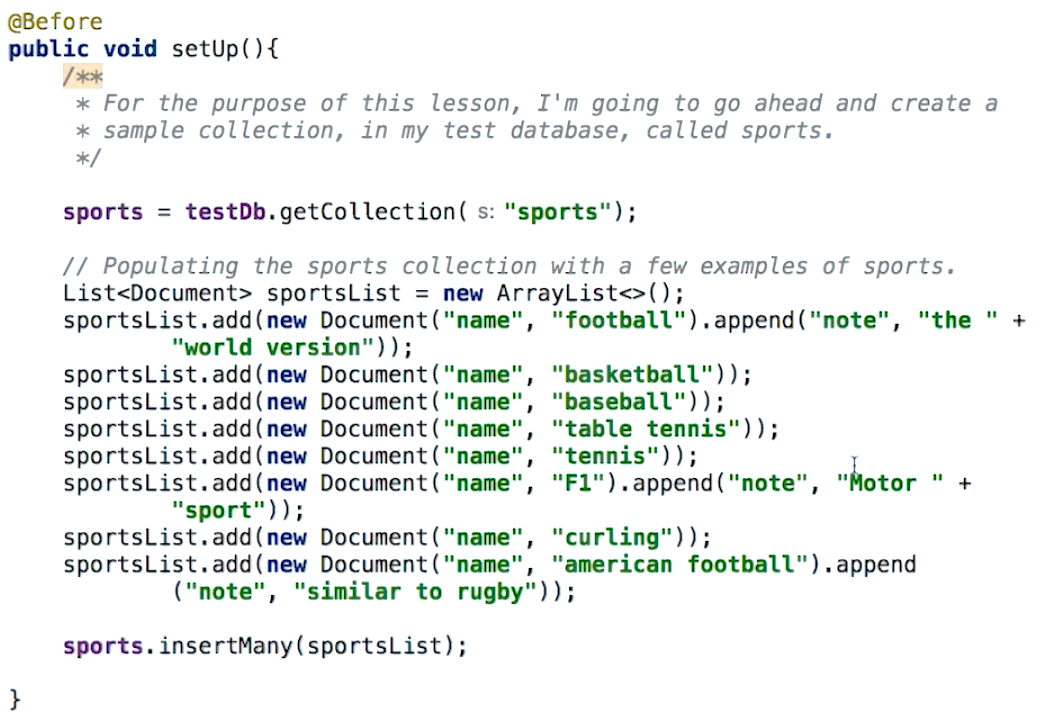 @Before
public void setUp(){
/**
* For the purpose of this lesson, I'm going to go ahead and create a
* sample collection, in my test database, called sports.
*/
sports = testDb.getCollection( s: "sports");
// Populating the sports collection with a few examples of sports.
List<Document> sportsList = new ArrayList<>();
sportsList.add(new Document("name", "football").append("note", "the " +
"world version"));
sportsList.add(new Document("name", "basketball"));
sportsList.add(new Document("name", "baseball"));
sportsList.add(new Document("name", "table tennis"));
sportsList.add(new Document("name", "tennis"));
sportsList.add(new Document("name", "F1").append("note", "Motor " +
"sport"));
sportsList.add(new Document("name", "curling"));
sportsList.add(new Document("name", "american football").append
("note", "similar to rugby"));
sports.insertMany(sportsList);
}